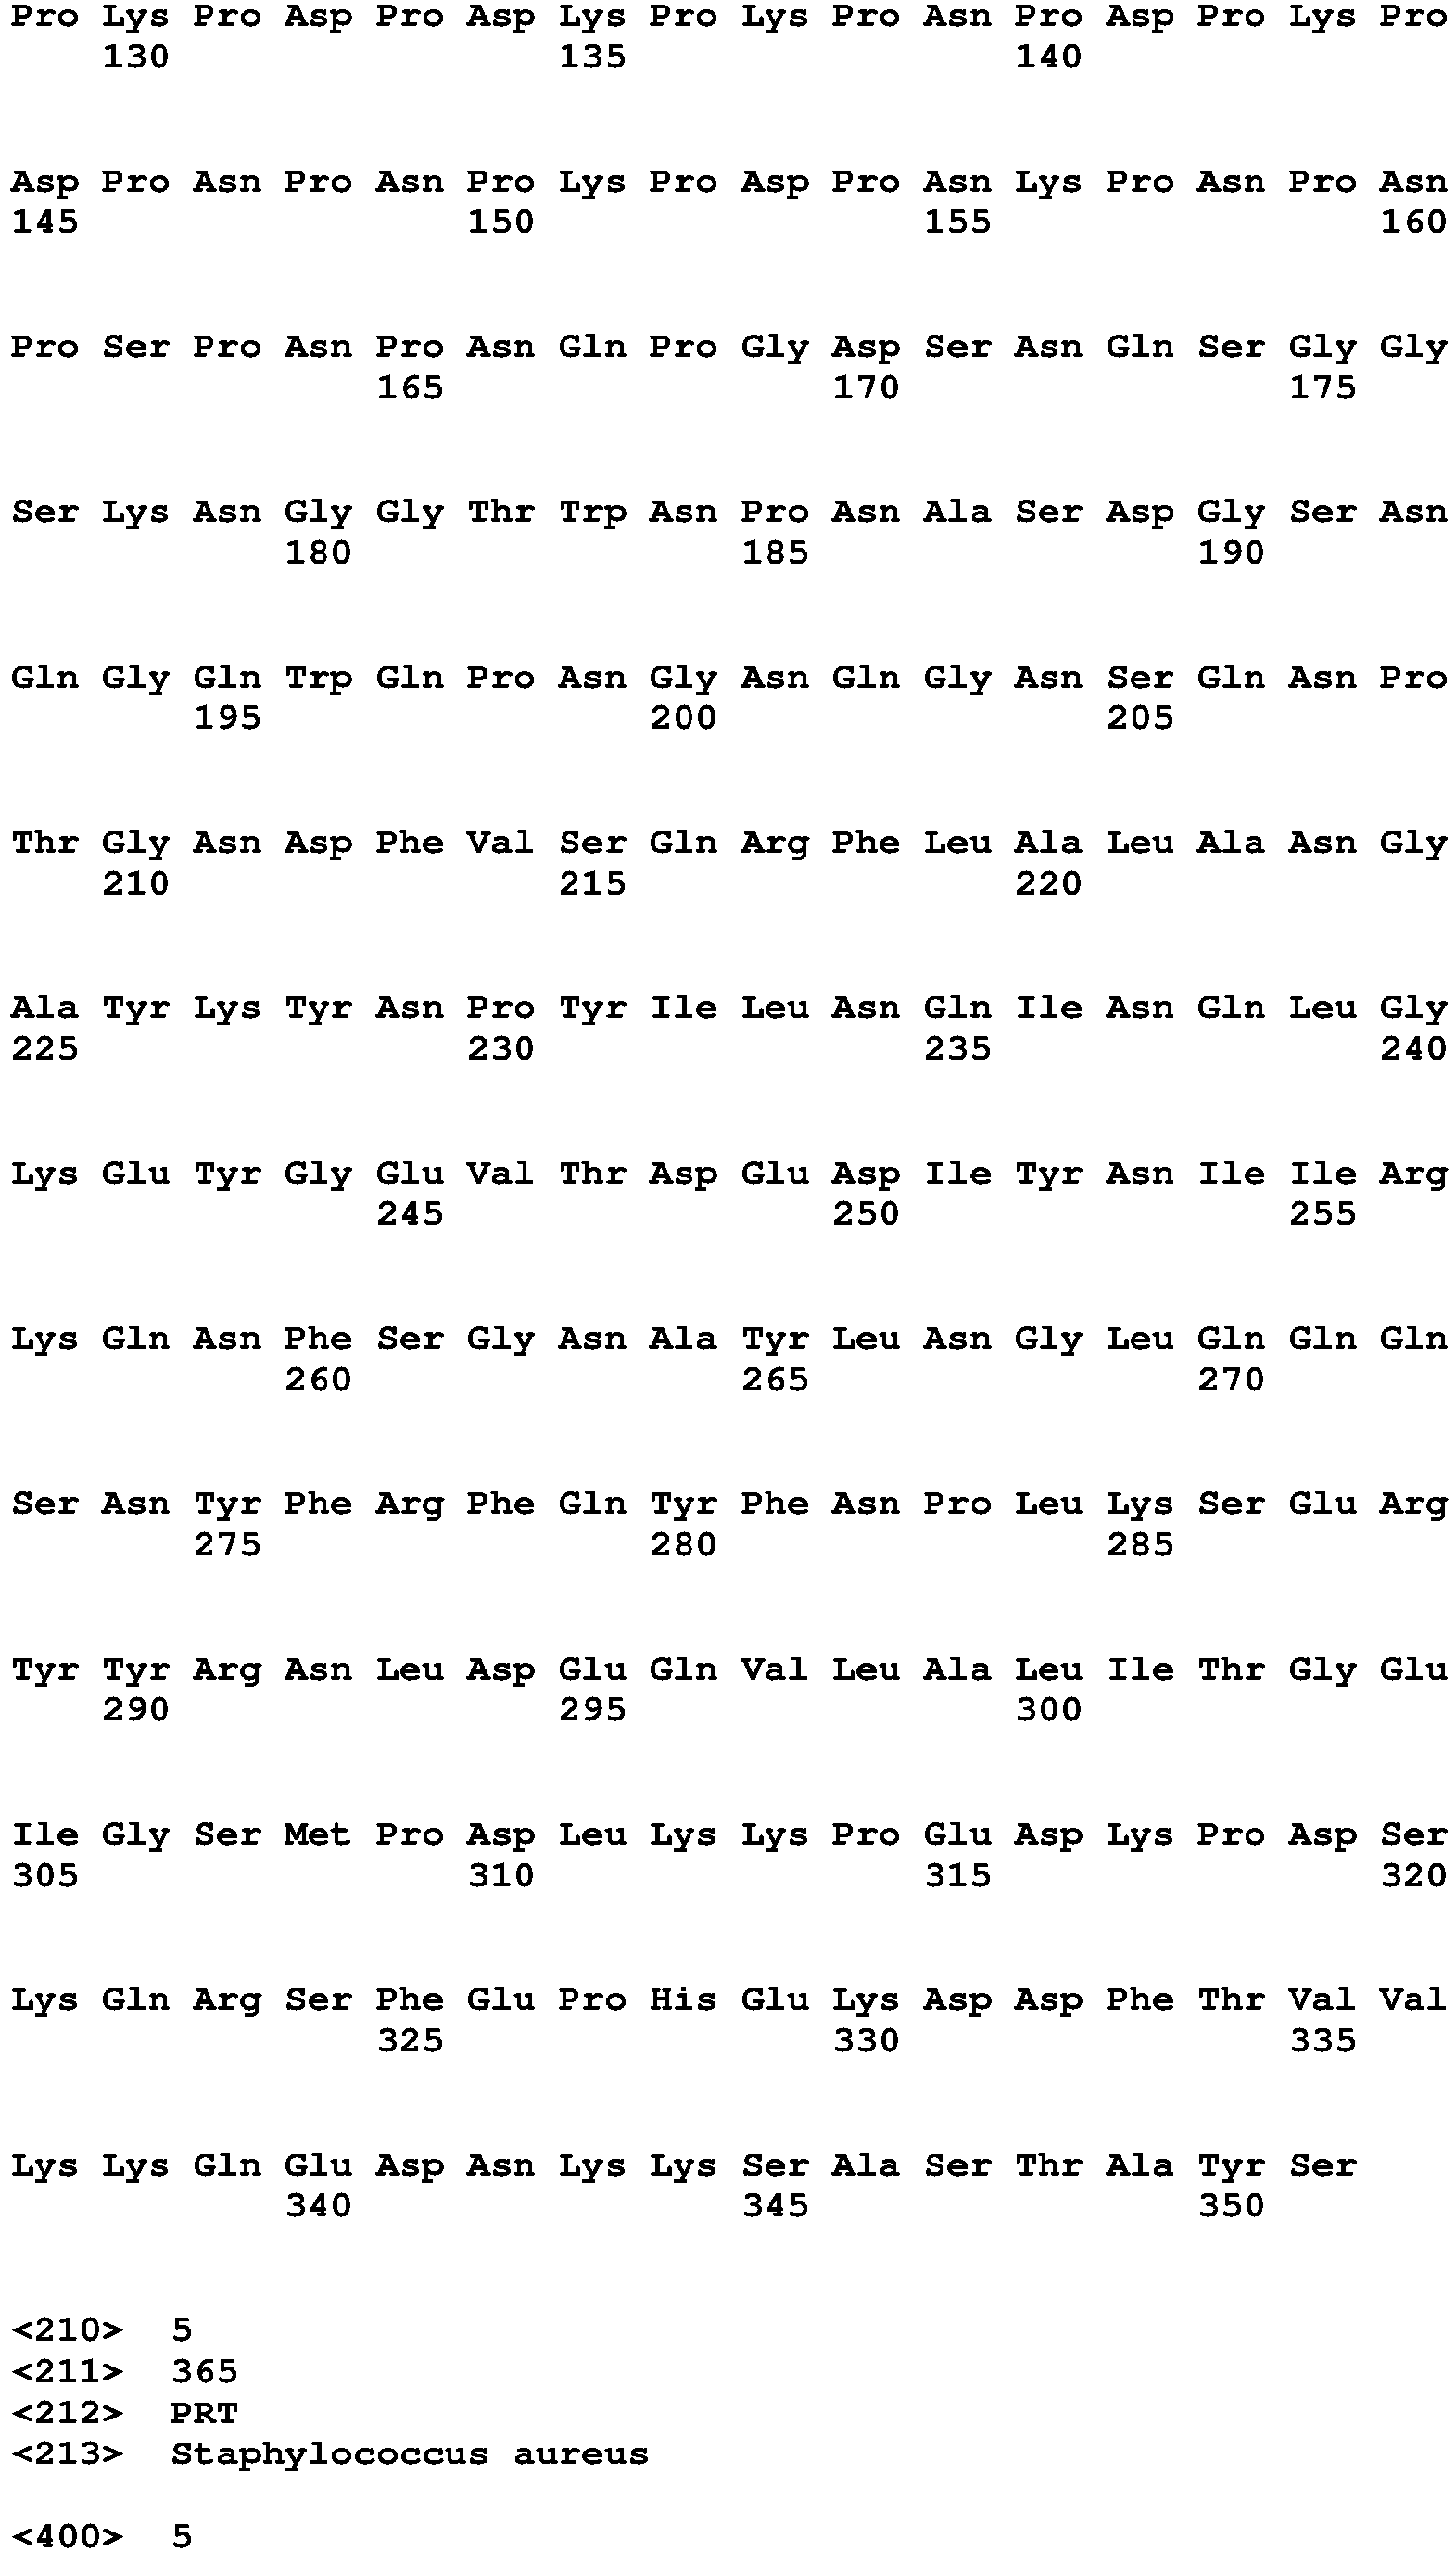 Pro Lys Pro Asp Pro Asp Lys Pro Lys Pro Asn Pro Asp Pro Lys Pro
130 135 140
Asp Pro Asn Pro Asn Pro Lys Pro Asp Pro Asn Lys Pro Asn Pro Asn
145 150 155 160
Pro Ser Pro Asn Pro Asn Gln Pro Gly Asp Ser Asn Gln Ser Gly Gly
165 170 175
Ser Lys Asn Gly Gly Thr Trp Asn Pro Asn Ala Ser Asp Gly Ser Asn
180 185 190
Gln Gly Gln Trp Gln Pro Asn Gly Asn Gln Gly Asn Ser Gln Asn Pro
195 200 205
Thr Gly Asn Asp Phe Val Ser Gln Arg Phe Leu Ala Leu Ala Asn Gly
210 215 220
Ala Tyr Lys Tyr Asn Pro Tyr Ile Leu Asn Gln Ile Asn Gln Leu Gly
225 230 235 240
Lys Glu Tyr Gly Glu Val Thr Asp Glu Asp Ile Tyr Asn Ile Ile Arg
245 250 255
Lys Gln Asn Phe Ser Gly Asn Ala Tyr Leu Asn Gly Leu Gln Gln Gln
260 265 270
Ser Asn Tyr Phe Arg Phe Gln Tyr Phe Asn Pro Leu Lys Ser Glu Arg
275 280 285
Tyr Tyr Arg Asn Leu Asp Glu Gln Val Leu Ala Leu Ile Thr Gly Glu
290 295 300
Ile Gly Ser Met Pro Asp Leu Lys Lys Pro Glu Asp Lys Pro Asp Ser
305 310 315 320
Lys Gln Arg Ser Phe Glu Pro His Glu Lys Asp Asp Phe Thr Val Val
325 330 335
Lys Lys Gln Glu Asp Asn Lys Lys Ser Ala Ser Thr Ala Tyr Ser
340 345 350
<210> 5
<211> 365
<212> PRT
<213> Staphylococcus aureus
<400> 5